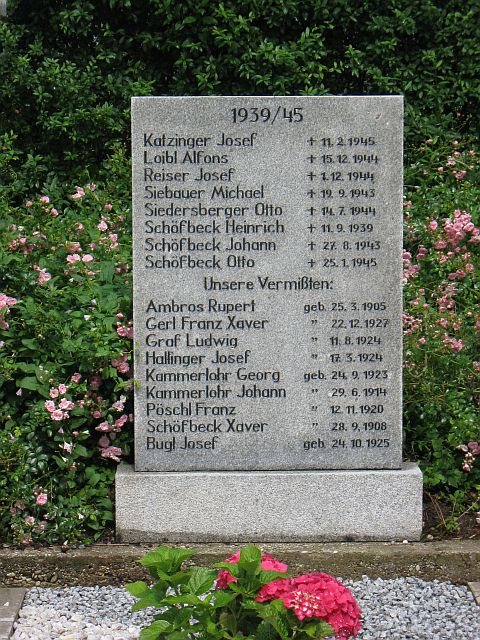 1939/45
Katzinger Josef + 11. 2. 1945
Loibl Alfons + 15. 12. 1944
Reiser Josef + 1. 12. 1944
Siebauer Michael + 19. 9. 1943
Siedersberger Otto + 14. 7. 1944
Schöfbeck Heinrich + 11. 9. 1939
Schöfbeck Johann + 27. 8. 1943
Schöfbeck Otto + 25. 1. 1945
Unsere Vermißten:
Ambros Rupert geb. 25. 3. 1905
Gerl Franz Xaver " 22. 12. 1927
Graf Ludwig " 11. 8. 1924
Hallinger Josef " 17. 3. 1924
Kammerlohr Georg geb. 24. 9. 1923
Kammerlohr Johann " 29. 6. 1914
Pöschl Franz " 12. 11. 1920
Schöfbeck Xaver " 28. 9. 1908
Bugl Josef geb. 24. 10. 1925